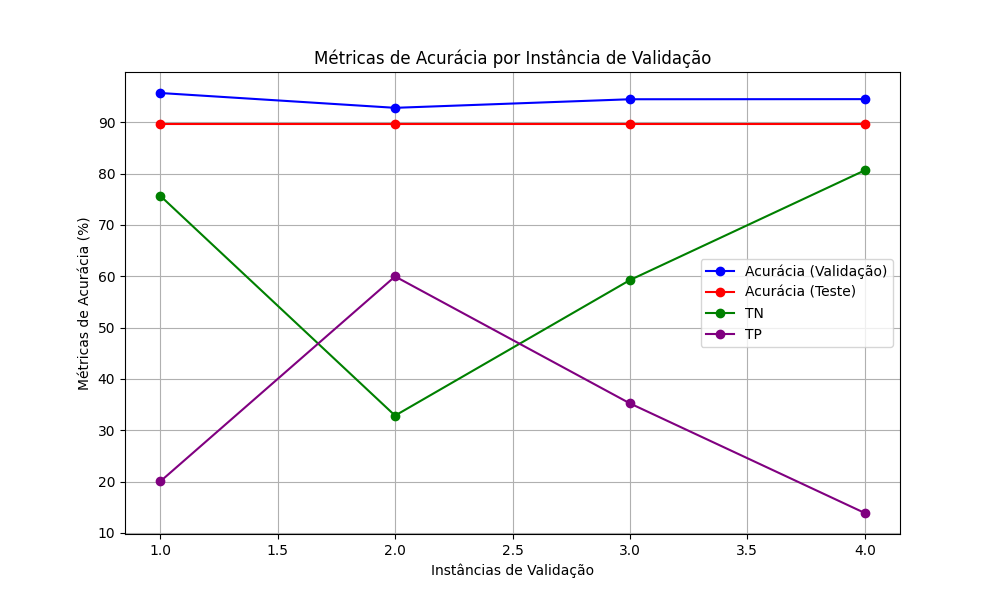 Métricas de Acurácia por Instância de Validação
Métricas de Acurácia (%)
90
80
70
60
50
40
30
20
10
Acurácia (Validação)
Acurácia (Teste)
TN
TP
1.0
1.5
2.0
2.5
3.0
3.5
4.0
Instâncias de Validação